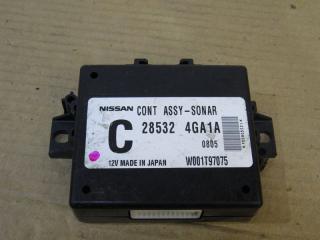 NISSAN CONT ASSY-SONAR
C 28532 4GA1A
0805
12V MADE IN JAPAN W001T97075